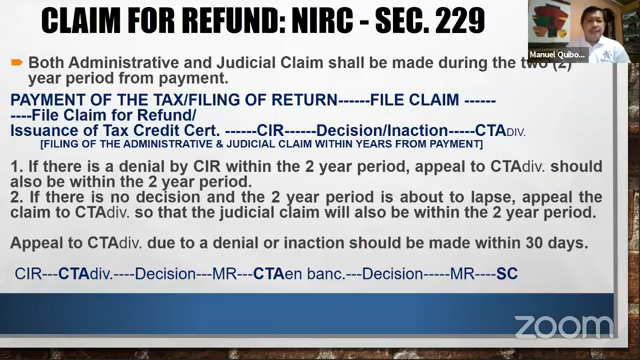 CLAIM FOR REFUND: NIRC - SEC. 229
Manuel Quibo...
Both Administrative and Judicial Claim shall be made during the two (2)
year period from payment.
PAYMENT OF THE TAX/FILING OF RETURN------FILE CLAIM ------
----File Claim for Refund/
Issuance of Tax Credit Cert. ------CIR------Decision/Inaction-----CTADIV.
[FILING OF THE ADMINISTRATIVE & JUDICIAL CLAIM WITHIN YEARS FROM PAYMENT]
1. If there is a denial by CIR within the 2 year period, appeal to CTAdiv. should
also be within the 2 year period.
2. If there is no decision and the 2 year period is about to lapse, appeal the
claim to CTAdiv. so that the judicial claim will also be within the 2 year period.
Appeal to CTAdiv. due to a denial or inaction should be made within 30 days.
CIR---CTAdiv.----Decision---MR----CTAen banc.---Decision-----MR----SC
zoom